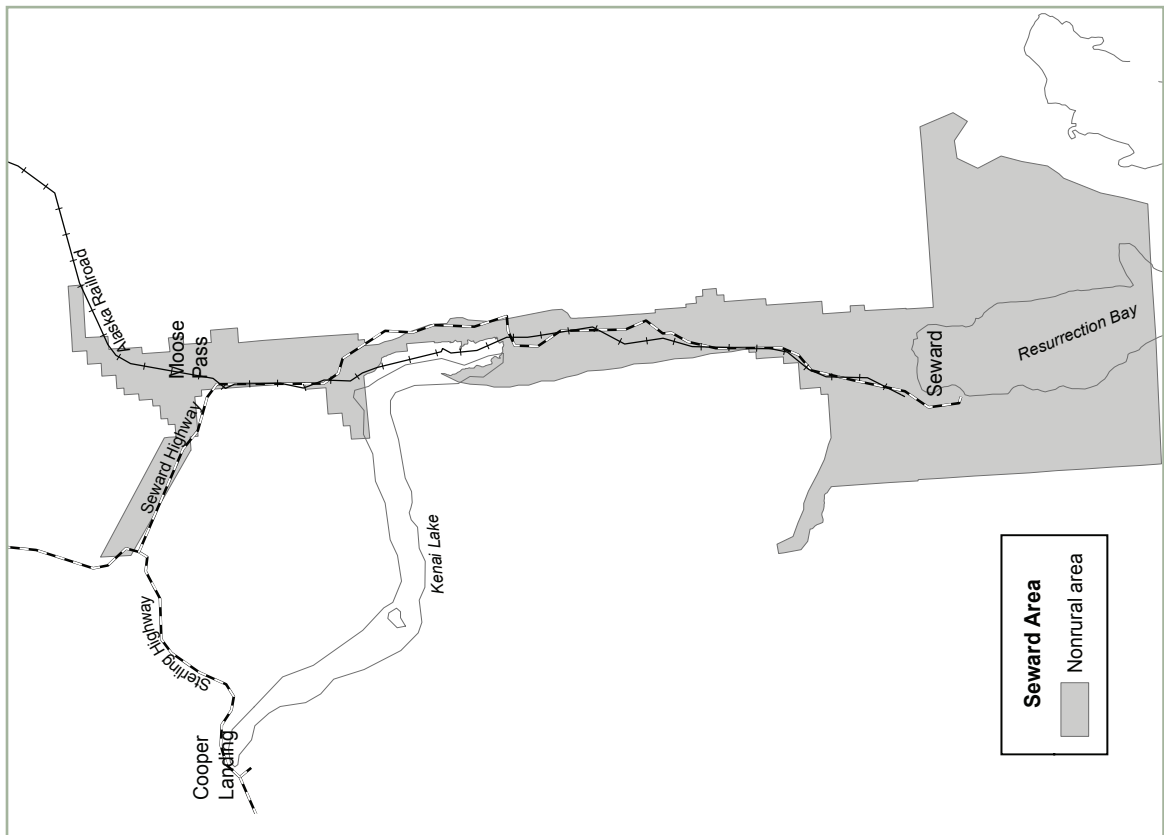 Alaska Railroad
Moose
Pass
Seward Highway
Sterling Highway
Cooper
Landing
Kenai Lake
Seward
Resurrection Bay
Seward Area
Nonrural area